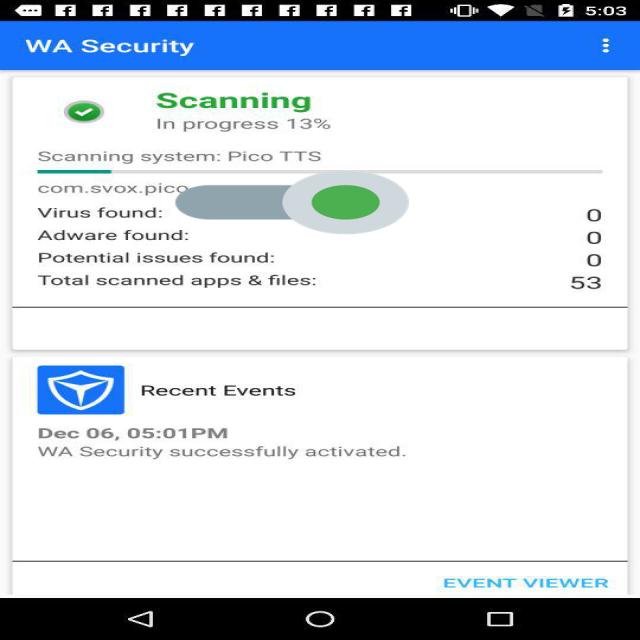 5:03
WA Security
Scanning
In progress 13%
Scanning system: Pico TTS
com.svox.pico
Virus found: 0
Adware found: 0
Potential issues found: 0
Total scanned apps & files: 53
Recent Events
Dec 06, 05:01PM
WA Security successfully activated.
EVENT VIEWER